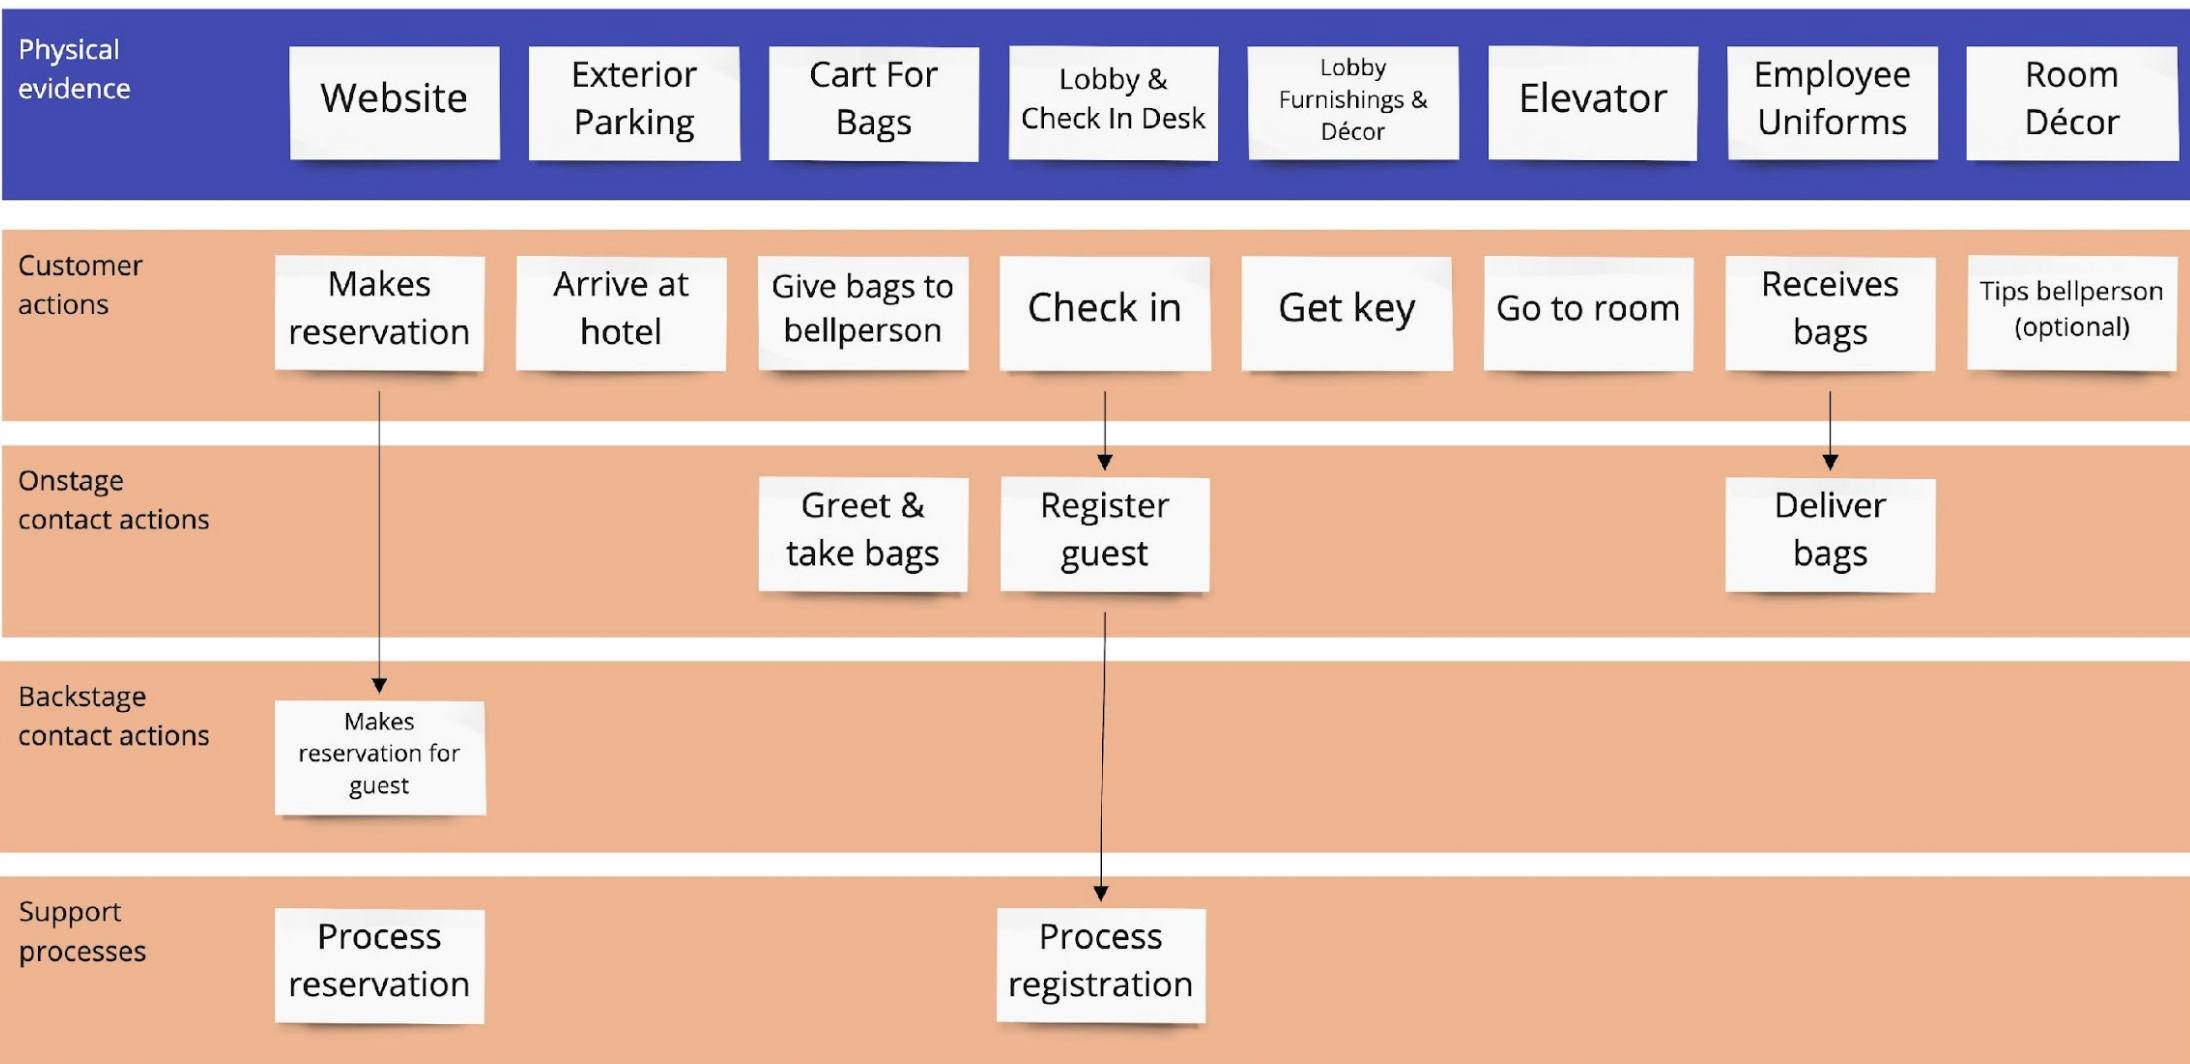 Physical
evidence
Website
Exterior
Parking
Cart For
Bags
Lobby &
Check In Desk
Lobby
Furnishings &
Décor
Elevator
Employee
Uniforms
Room
Décor
Customer
actions
Makes
reservation
Arrive at
hotel
Give bags to
bellperson
Check in
Get key
Go to room
Receives
bags
Tips bellperson
(optional)
Onstage
contact actions
Greet &
take bags
Register
guest
Deliver
bags
Backstage
contact actions
Makes
reservation for
guest
Support
processes
Process
reservation
Process
registration